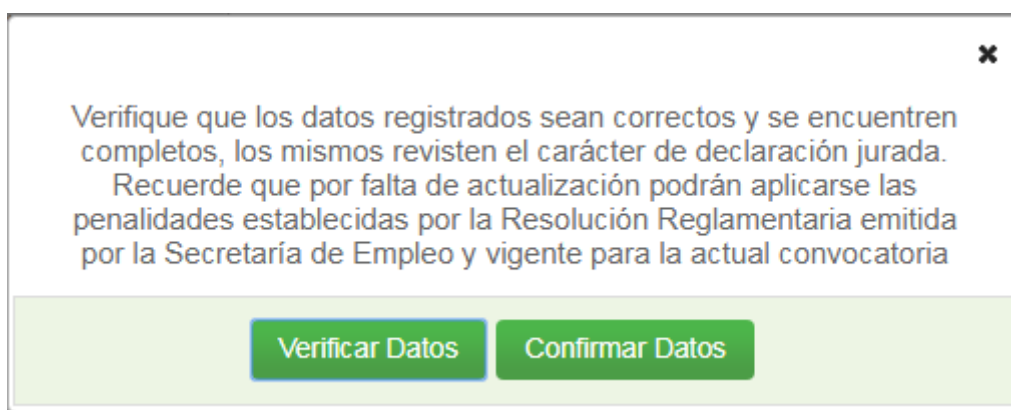 Verifique que los datos registrados sean correctos y se encuentren
completos, los mismos revisten el carácter de declaración jurada.
Recuerde que por falta de actualización podrán aplicarse las
penalidades establecidas por la Resolución Reglamentaria emitida
por la Secretaría de Empleo y vigente para la actual convocatoria
Verificar Datos
Confirmar Datos